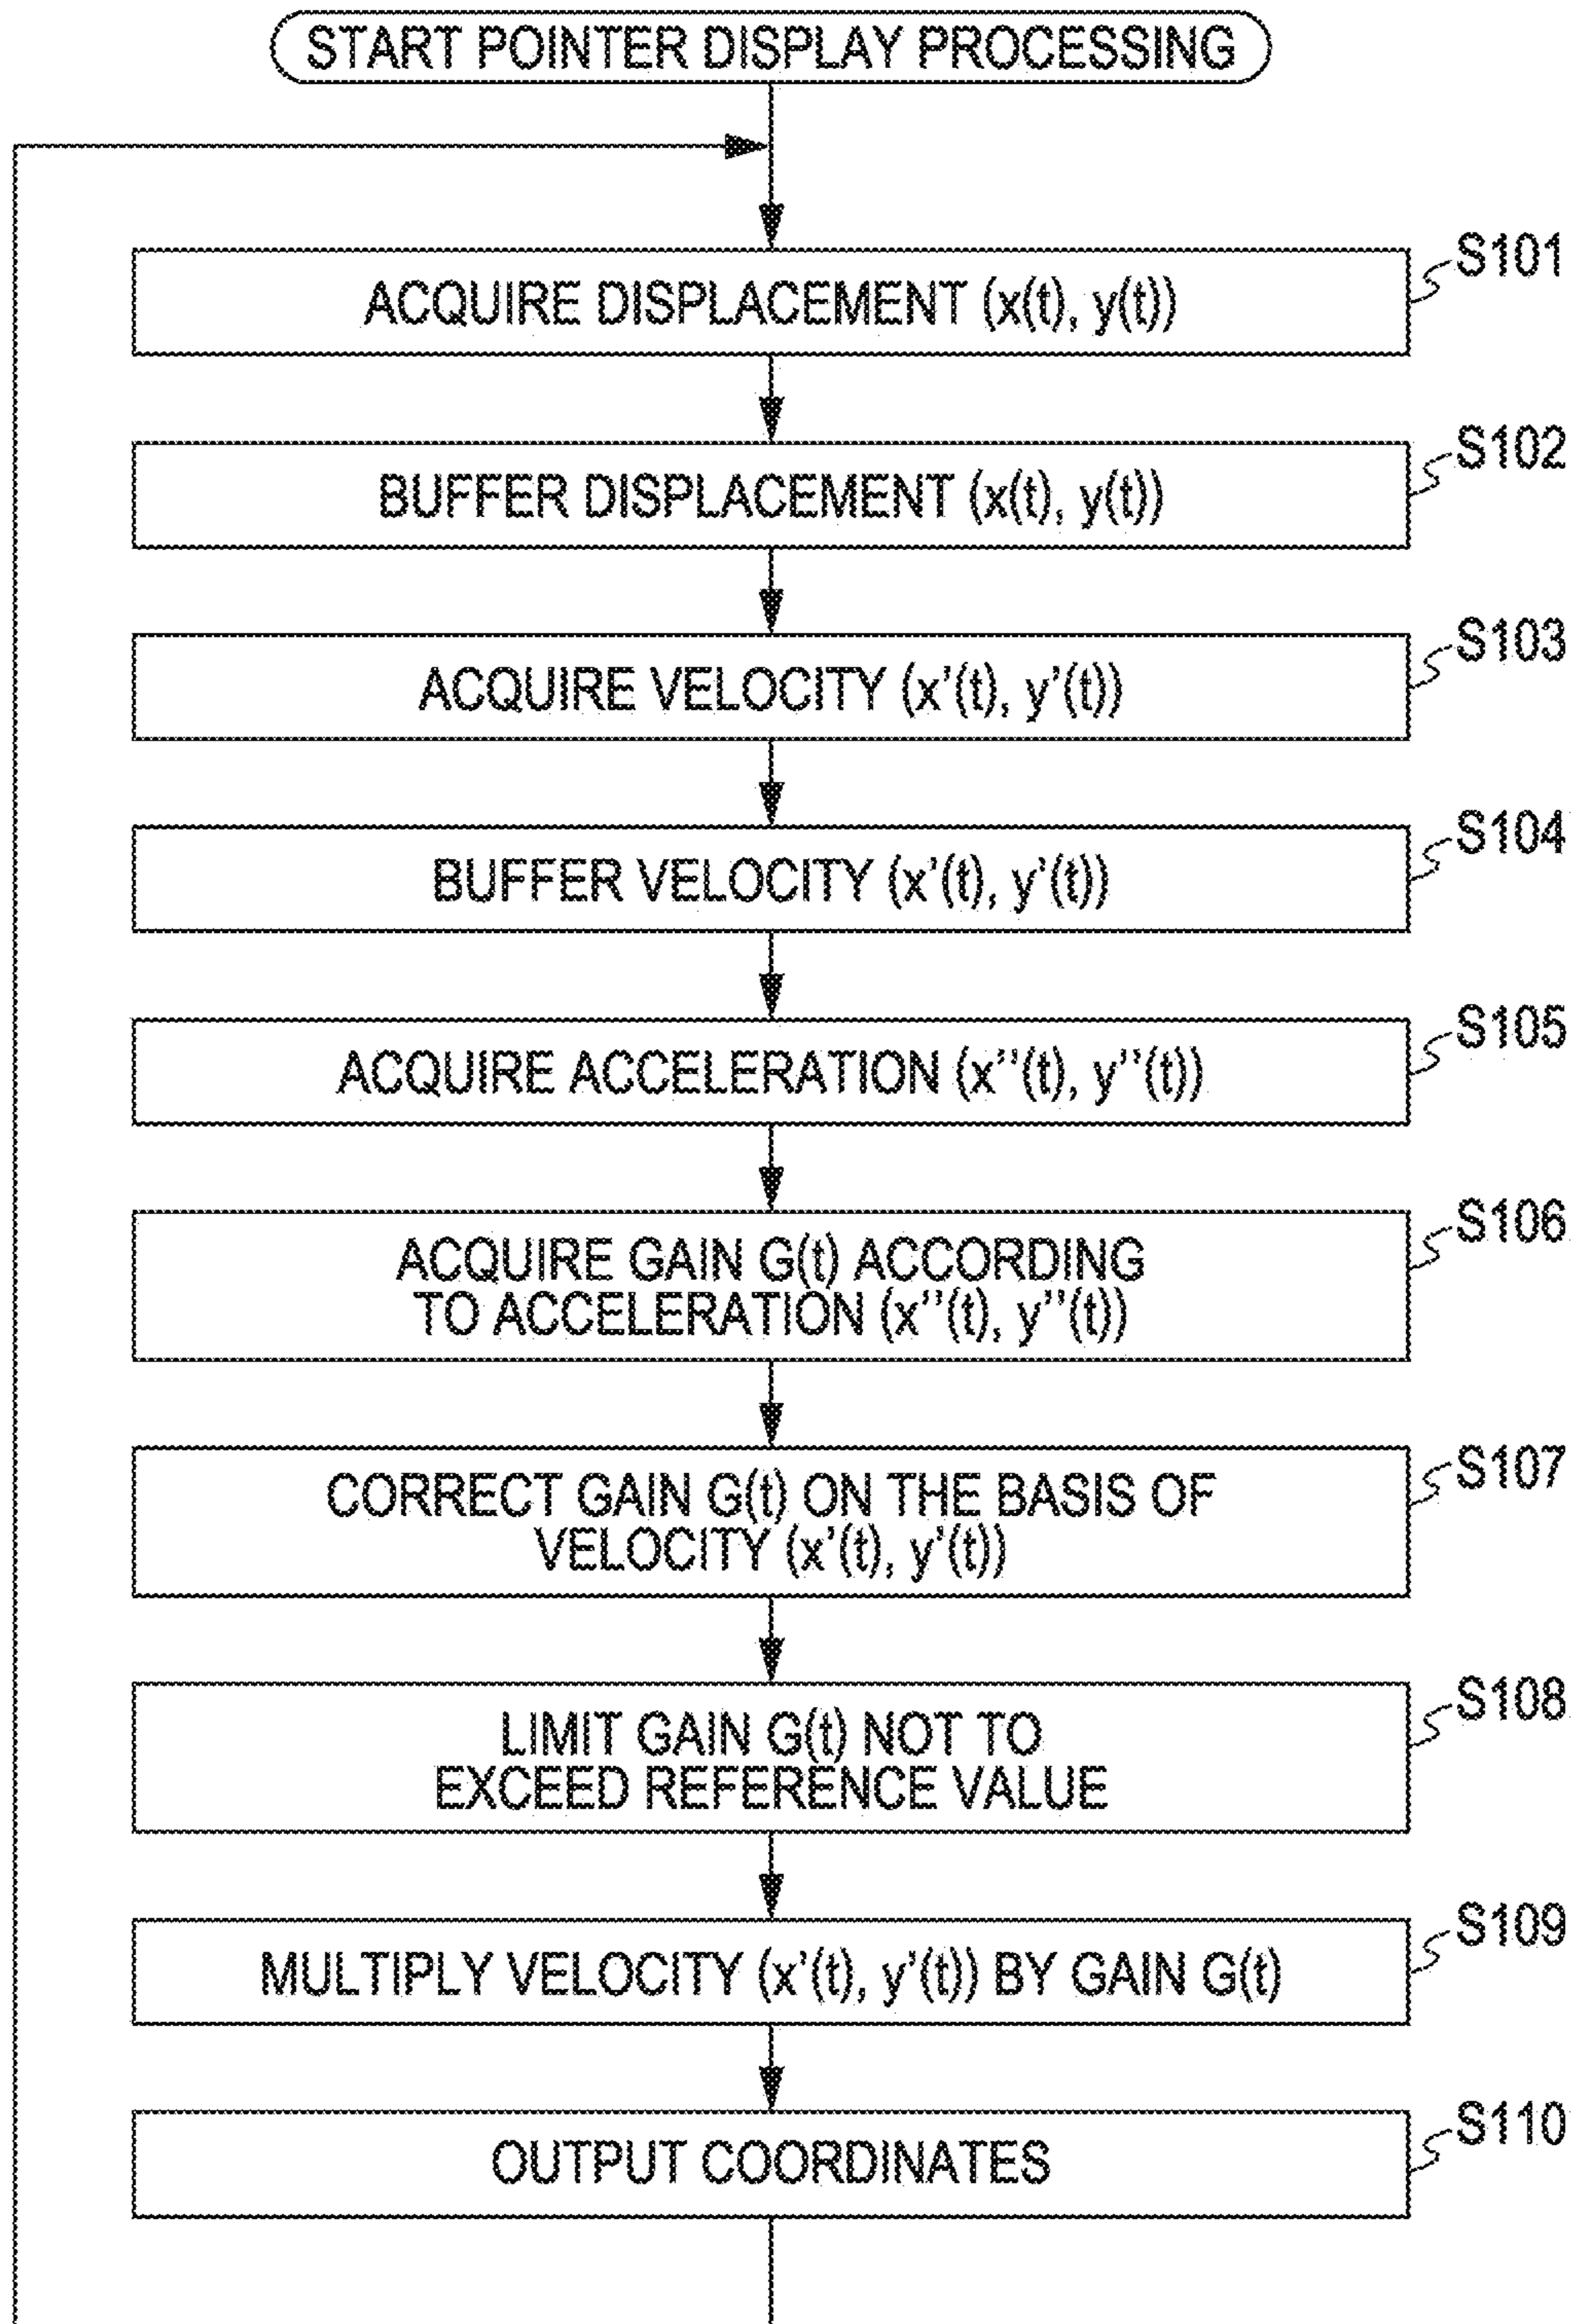 START POINTER DISPLAY PROCESSING
S101
ACQUIRE DISPLACEMENT (x(t), y(t))
S102
BUFFER DISPLACEMENT (x(t), y(t))
S103
ACQUIRE VELOCITY (x’(t), y’(t))
S104
BUFFER VELOCITY (x’(t), y’(t))
S105
ACQUIRE ACCELERATION (x’’(t), y’’(t))
S106
ACQUIRE GAIN G(t) ACCORDING
TO ACCELERATION (x’’(t), y’’(t))
S107
CORRECT GAIN G(t) ON THE BASIS OF
VELOCITY (x’(t), y’(t))
S108
LIMIT GAIN G(t) NOT TO
EXCEED REFERENCE VALUE
S109
MULTIPLY VELOCITY (x’(t), y’(t)) BY GAIN G(t)
S110
OUTPUT COORDINATES